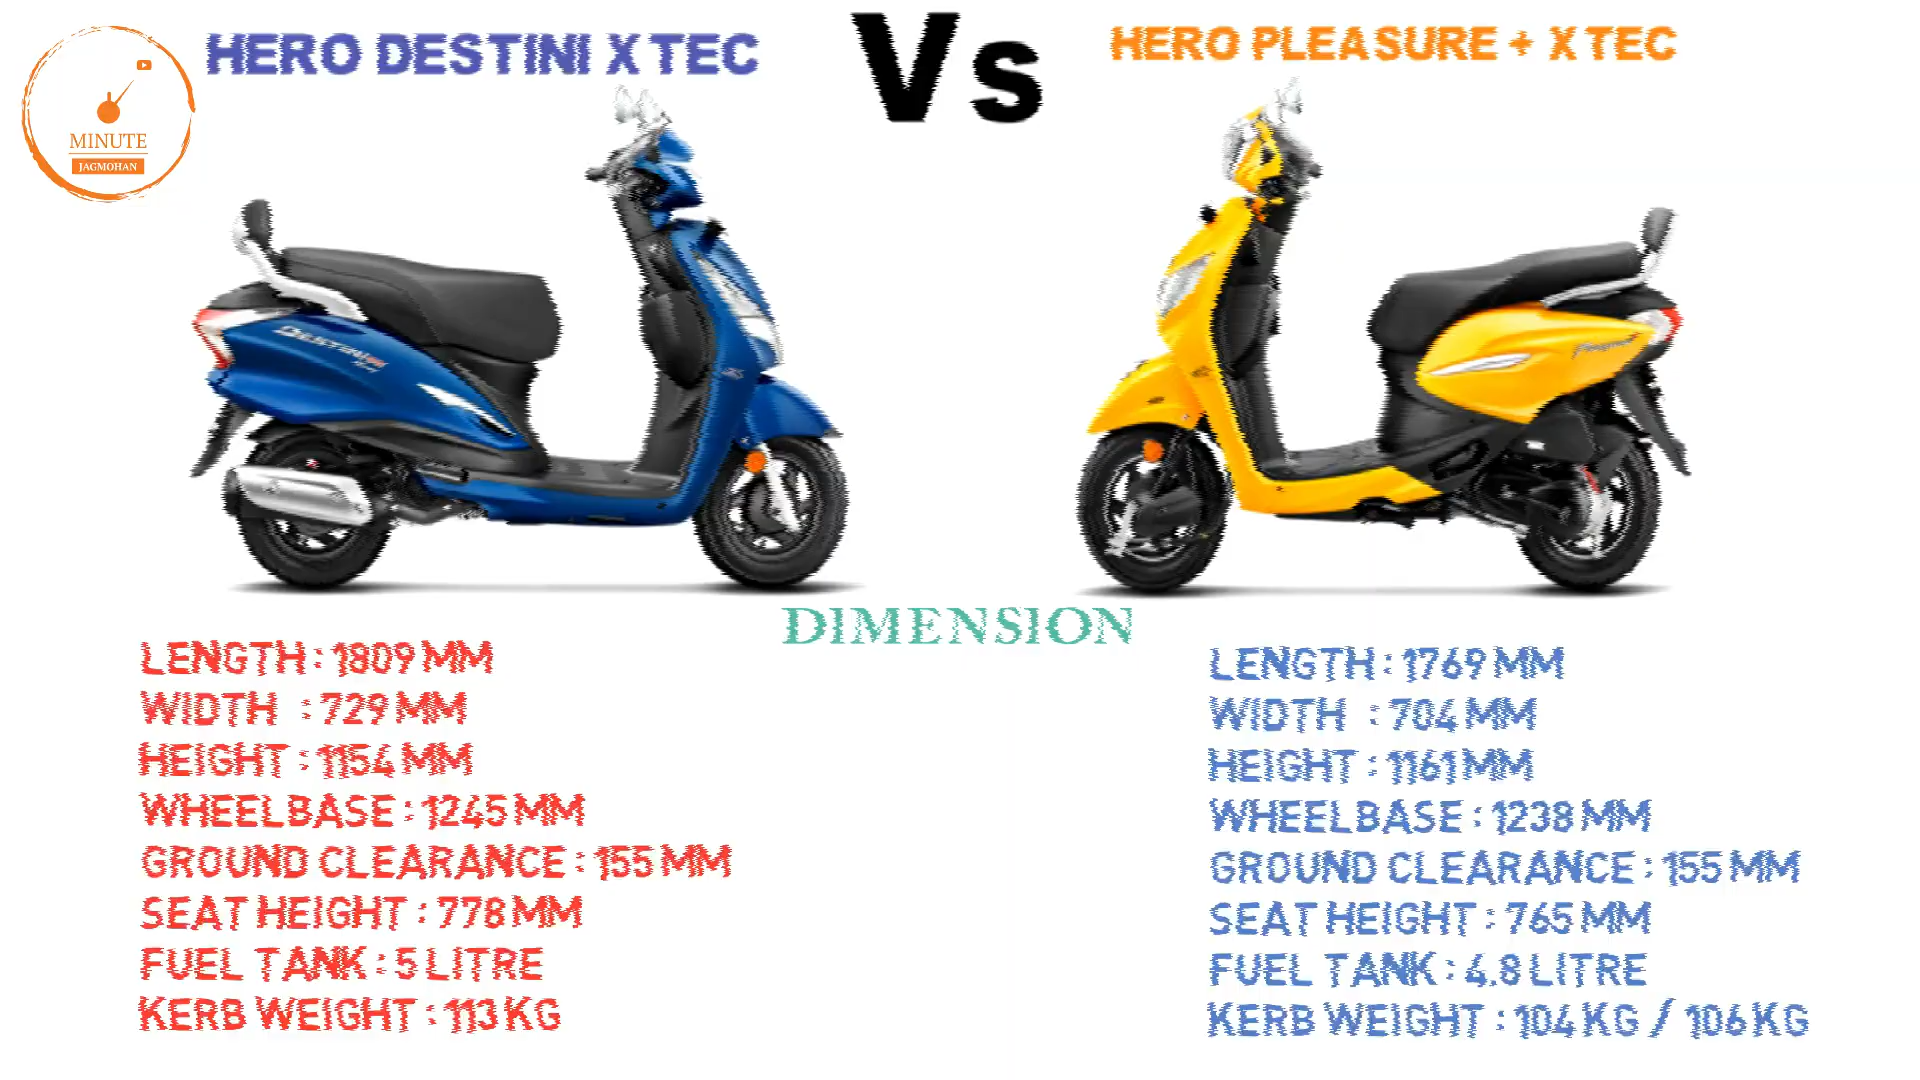 HERO DESTINI XTEC
Vs
HERO PLEASURE + XTEC
MINUTE
JAGMOHAN
DESTINI
DIMENSION
LENGTH : 1809 MM
WIDTH : 729 MM
HEIGHT : 1154 MM
WHEELBASE : 1245 MM
GROUND CLEARANCE : 155 MM
SEAT HEIGHT : 778 MM
FUEL TANK : 5 LITRE
KERB WEIGHT : 113 KG
LENGTH : 1769 MM
WIDTH : 704 MM
HEIGHT : 1161 MM
WHEELBASE : 1238 MM
GROUND CLEARANCE : 155 MM
SEAT HEIGHT : 765 MM
FUEL TANK : 4.8 LITRE
KERB WEIGHT : 104 KG / 106 KG